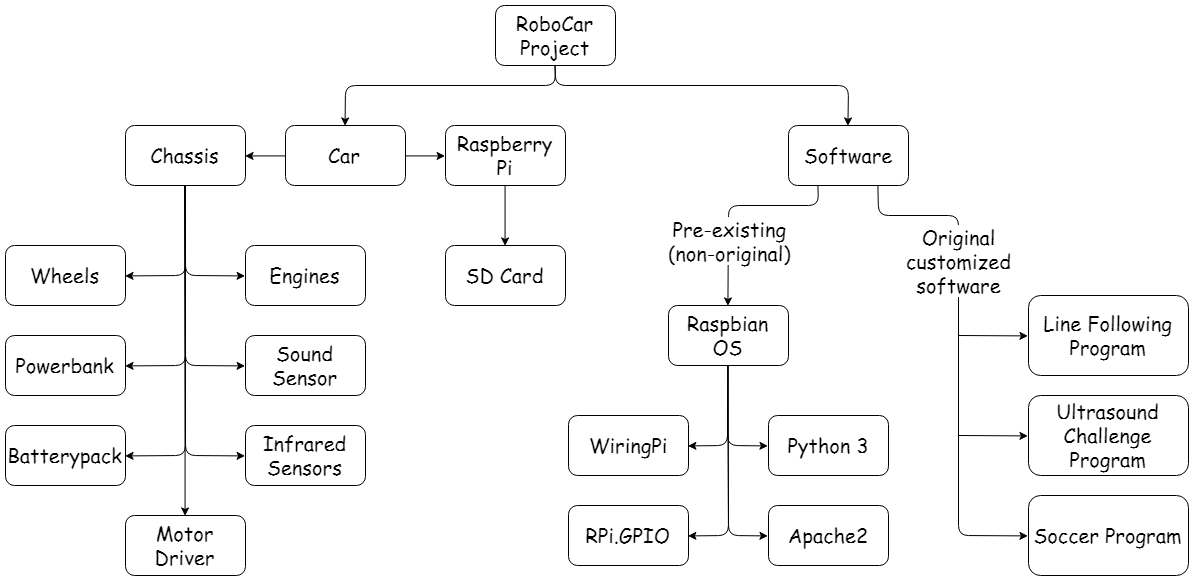 RoboCar
Project
Chassis
Car
Raspberry
Pi
Software
Pre-existing
(non-original)
Original
customized
software
Wheels
Engines
SD Card
Raspbian
OS
Line Following
Program
Powerbank
Sound
Sensor
Batterypack
Infrared
Sensors
WiringPi
Python 3
Ultrasound
Challenge
Program
Motor
Driver
RPi.GPIO
Apache2
Soccer Program